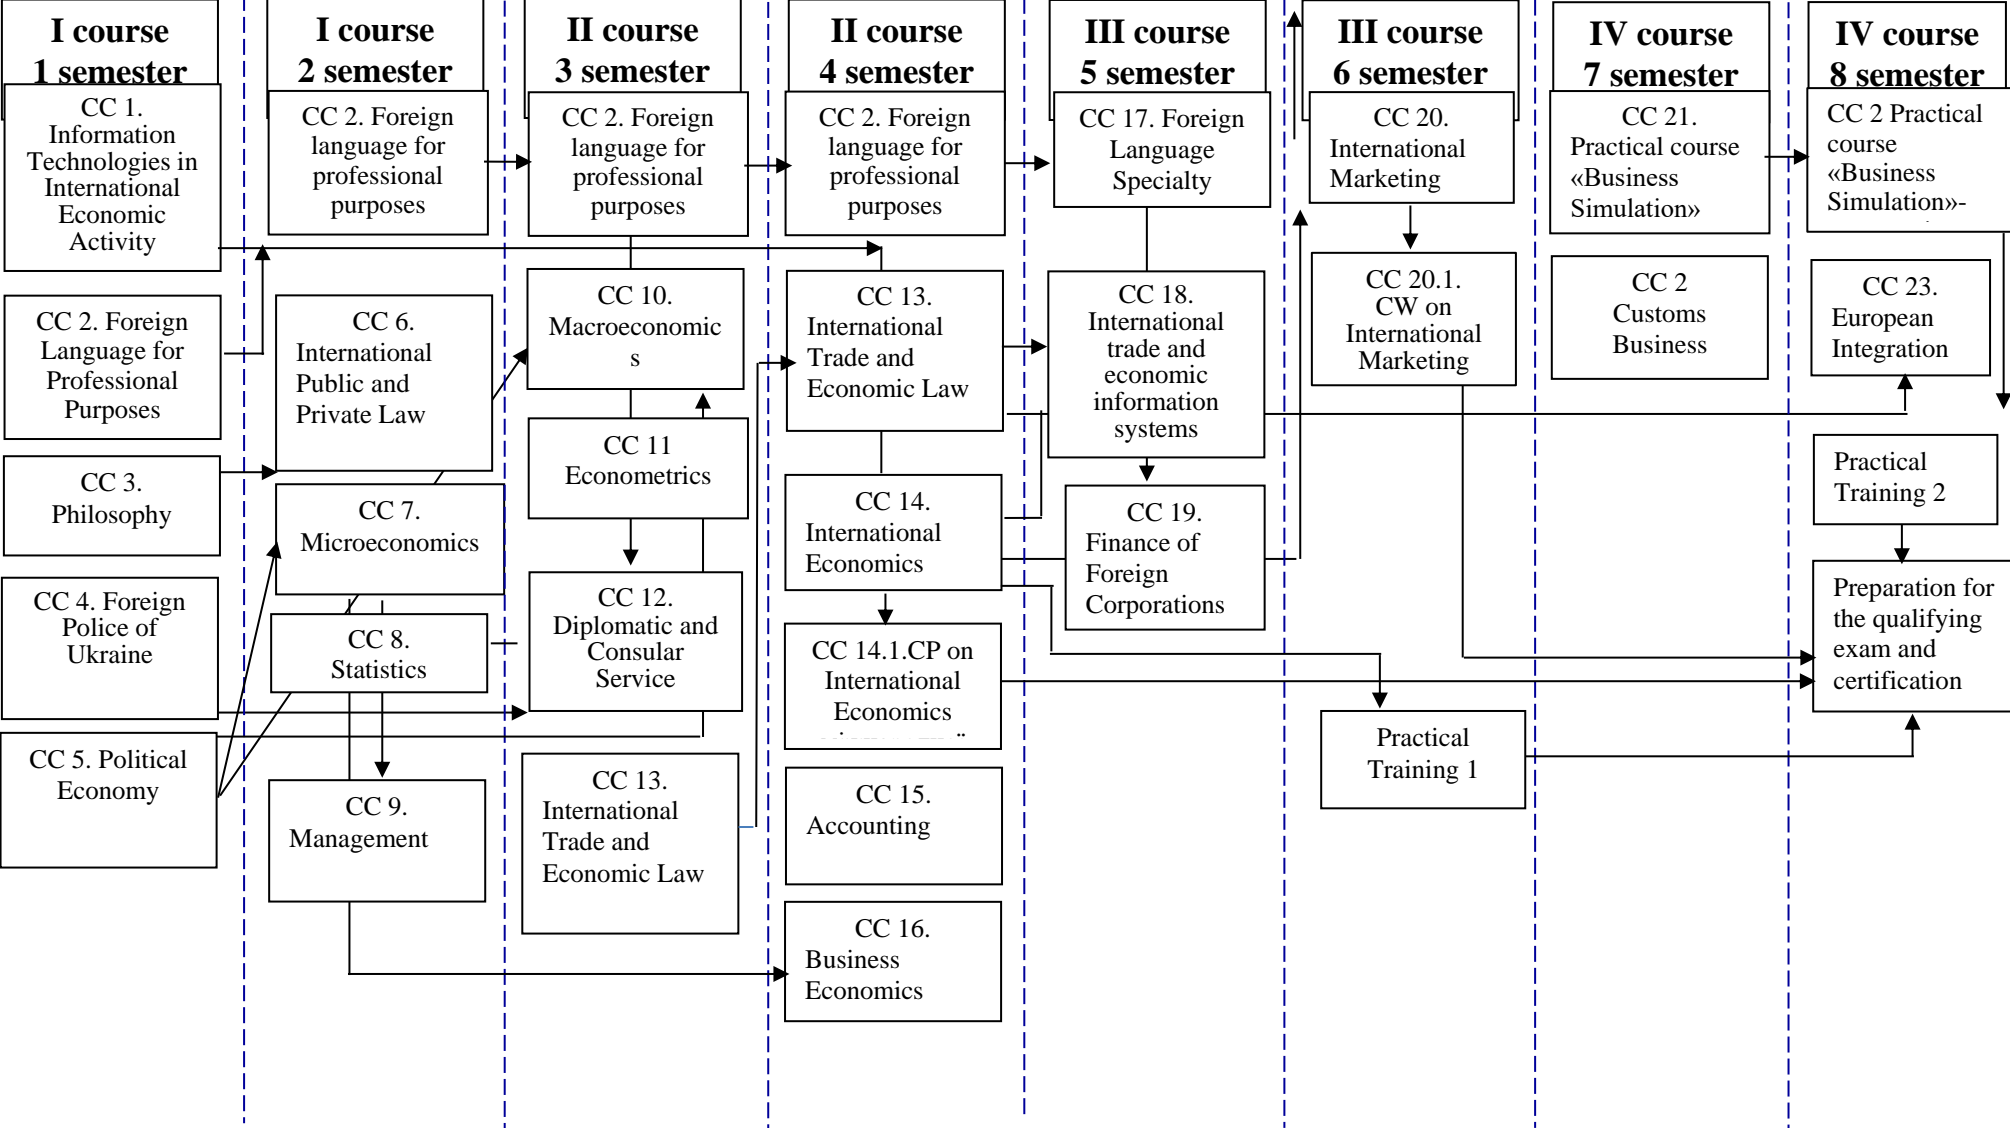 I course
1 semester
CC 1.
Information
Technologies in
International
Economic
Activity
CC 2. Foreign
Language for
Professional
Purposes
CC 3.
Philosophy
CC 4. Foreign
Police of
Ukraine
CC 5. Political
Economy
I course
2 semester
CC 2. Foreign
language for
professional
purposes
CC 6.
International
Public and
Private Law
CC 7.
Microeconomics
CC 8.
Statistics
CC 9.
Management
II course
3 semester
CC 2. Foreign
language for
professional
purposes
CC 10.
Macroeconomic
s
CC 11
Econometrics
CC 12.
Diplomatic and
Consular
Service
CC 13.
International
Trade and
Economic Law
II course
4 semester
CC 2. Foreign
language for
professional
purposes
CC 13.
International
Trade and
Economic Law
CC 14.
International
Economics
CC 14.1.CP on
International
Economics
CC 15.
Accounting
CC 16.
Business
Economics
III course
5 semester
CC 17. Foreign
Language
Specialty
CC 18.
International
trade and
economic
information
systems
CC 19.
Finance of
Foreign
Corporations
III course
6 semester
CC 20.
International
Marketing
CC 20.1.
CW on
International
Marketing
Practical
Training 1
IV course
7 semester
CC 21.
Practical course
«Business
Simulation»
CC 2
Customs
Business
IV course
8 semester
CC 2 Practical
course
«Business
Simulation»-
CC 23.
European
Integration
Practical
Training 2
Preparation for
the qualifying
exam and
certification